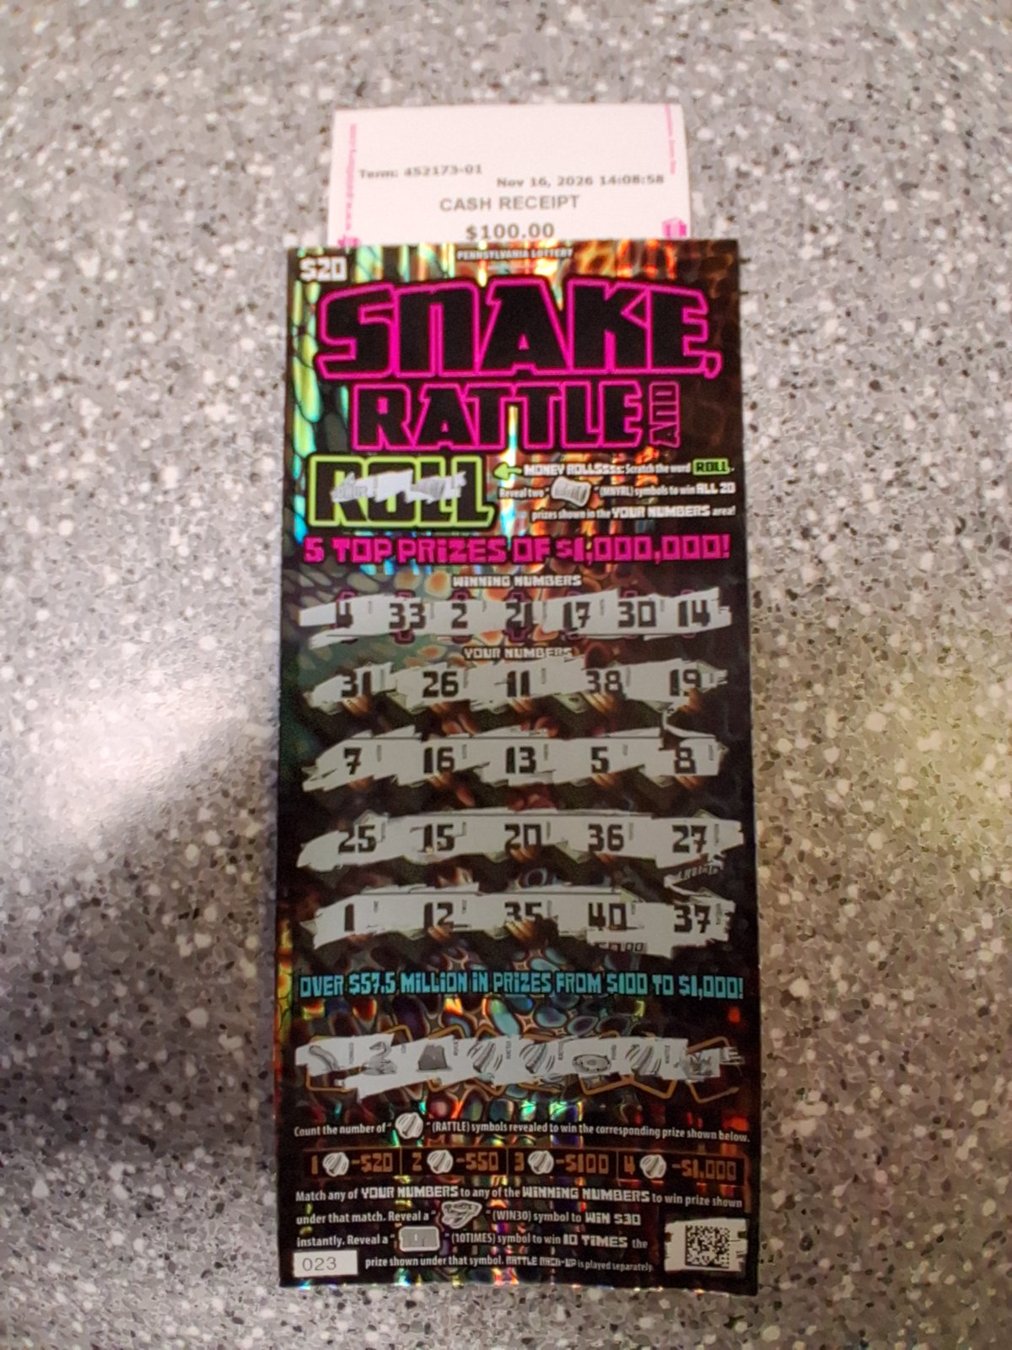 Term: 452173-01
Nov 16, 2026 14:08:58
CASH RECEIPT
$100.00
$20
PENNSYLVANIA LOTTERY
SNAKE,
RATTLE AND
ROLL
MONEY ROLLSsss: Scratch the word ROLL.
Reveal two " " (MNYRL) symbols to win ALL 20
prizes shown in the YOUR NUMBERS area!
5 TOP PRIZES OF $1,000,000!
WINNING NUMBERS
4 33 2 21 17 30 14
YOUR NUMBERS
31 26 11 38 19
7 16 13 5 8
25 15 20 36 27
1 12 35 40 37
OVER $57.5 MILLION IN PRIZES FROM $100 TO $1,000!
Count the number of " " (RATTLE) symbols revealed to win the corresponding prize shown below.
1 -$20 2 -$50 3 -$100 4 -$1,000
Match any of YOUR NUMBERS to any of the WINNING NUMBERS to win prize shown
under that match. Reveal a " " (WIN30) symbol to WIN $30
instantly. Reveal a " " (10TIMES) symbol to win 10 TIMES the
prize shown under that symbol. RATTLE BACK-UP is played separately.
023